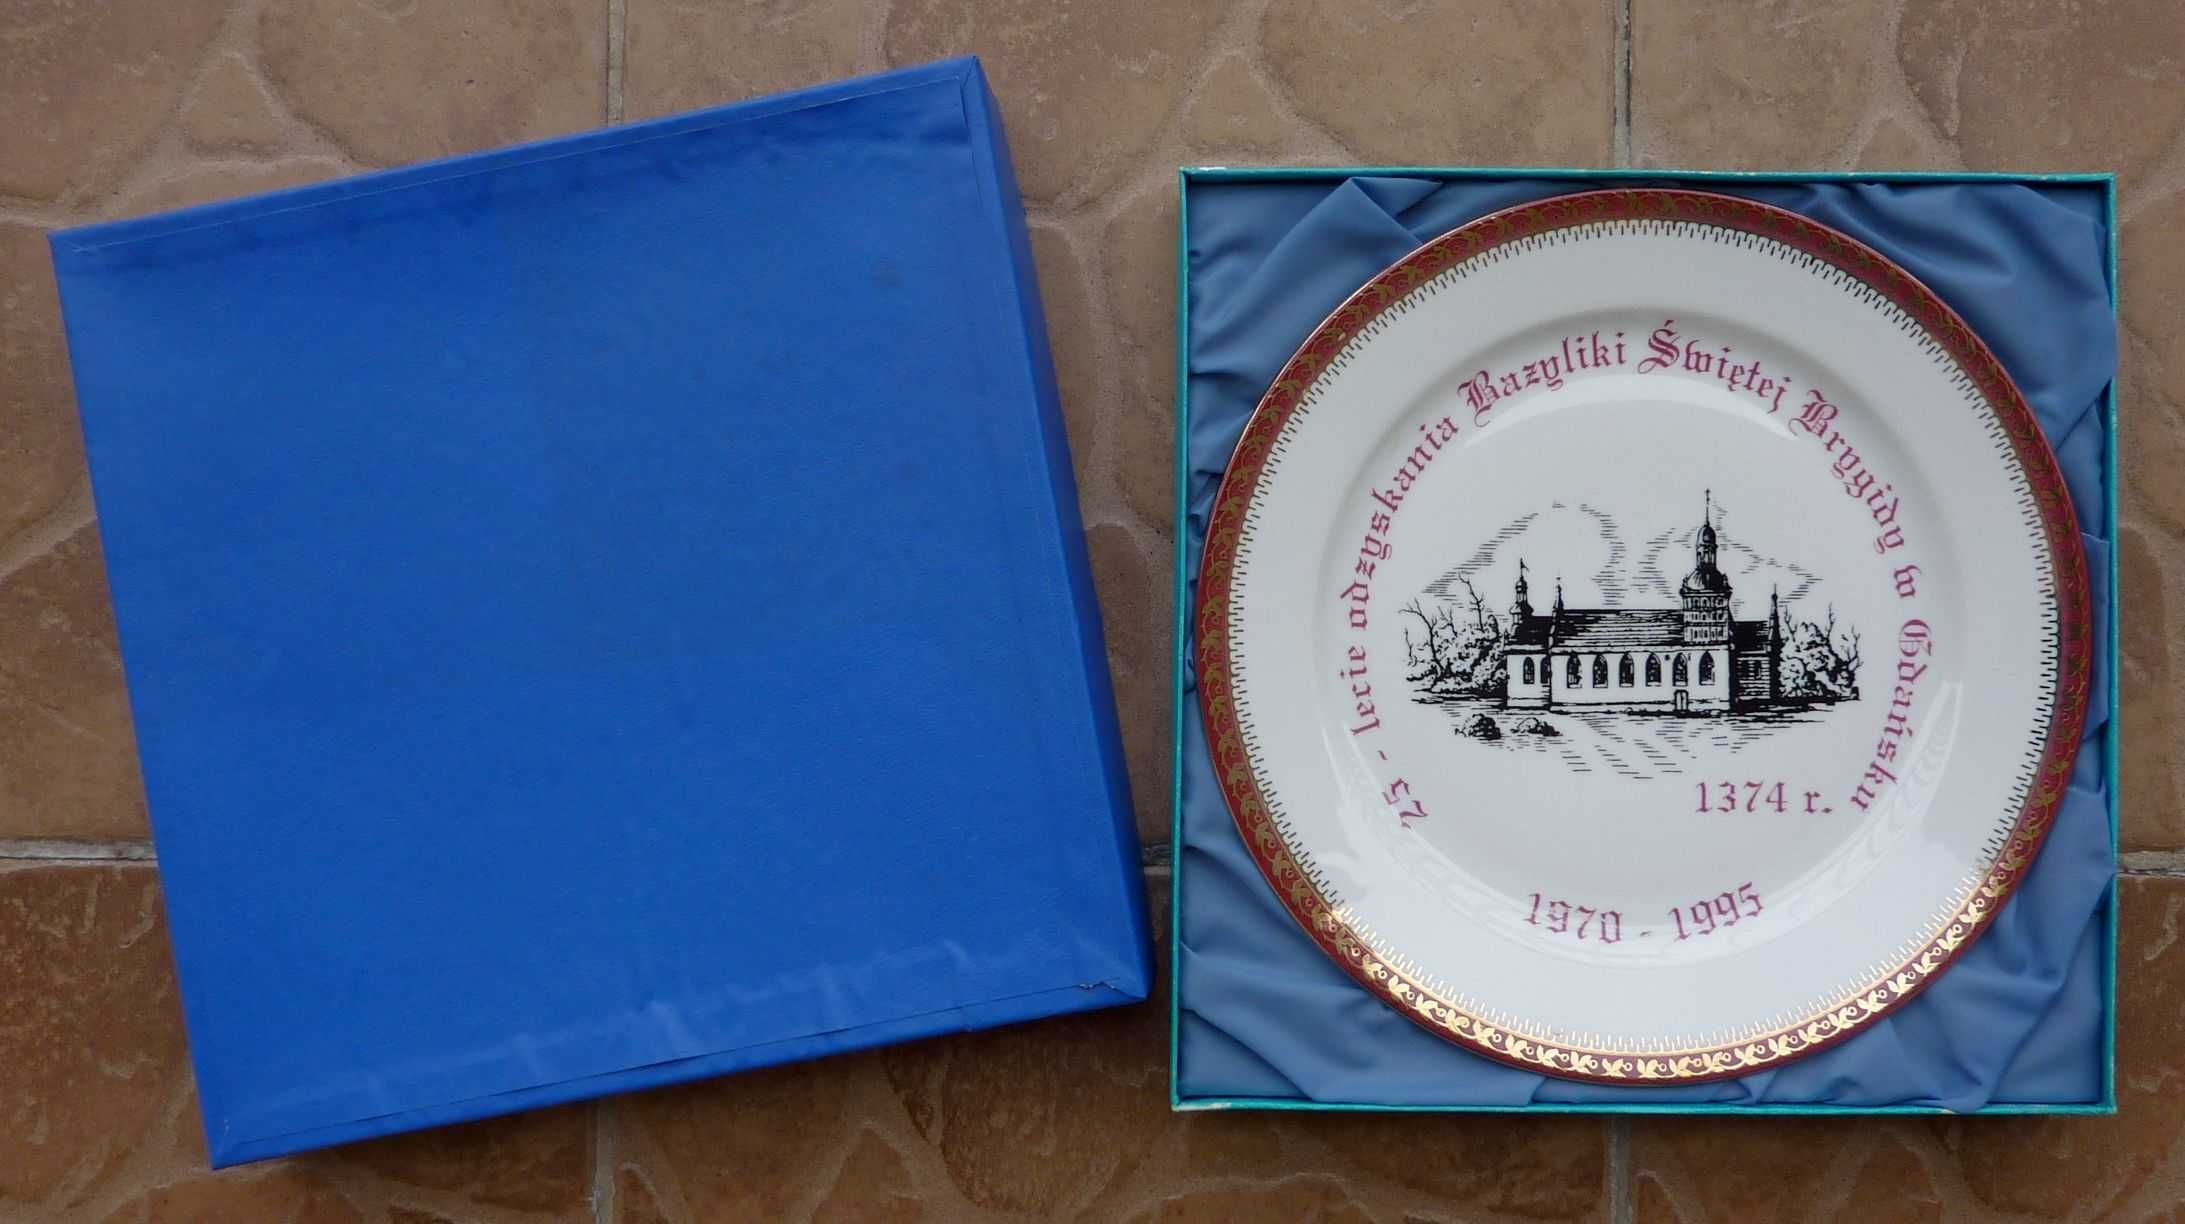 25 - lecie odzyskania Bazyliki Świętej Brygidy w Gdańsku
1374 r.
1970 - 1995